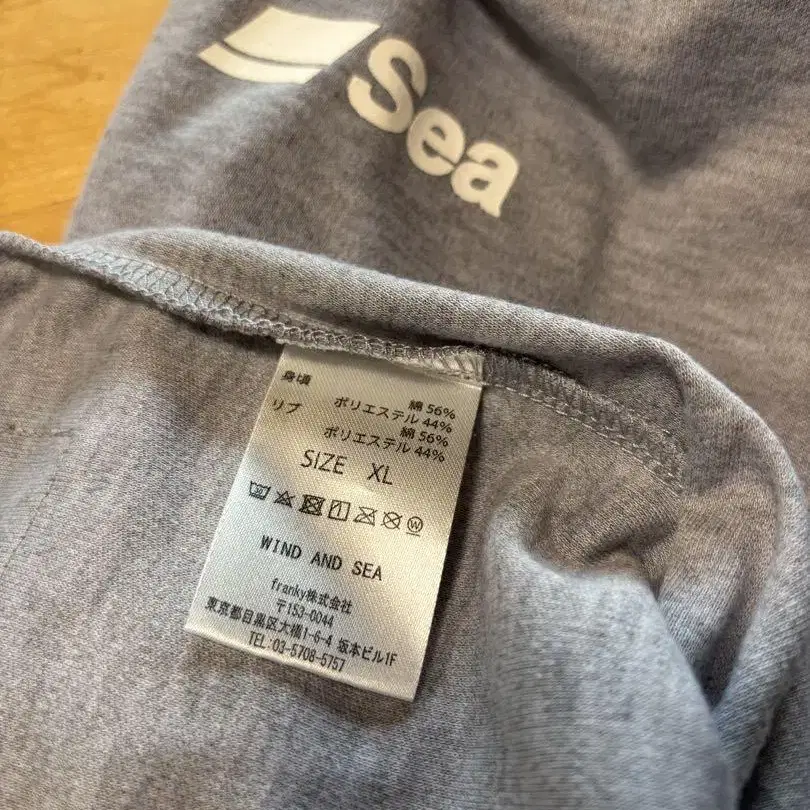 Sea
身頃 綿 56%
ポリエステル 44%
リブ 綿 56%
ポリエステル 44%
SIZE XL
WIND AND SEA
franky株式会社
〒153-0044
東京都目黒区大橋1-6-4 坂本ビル1F
TEL:03-5708-5757